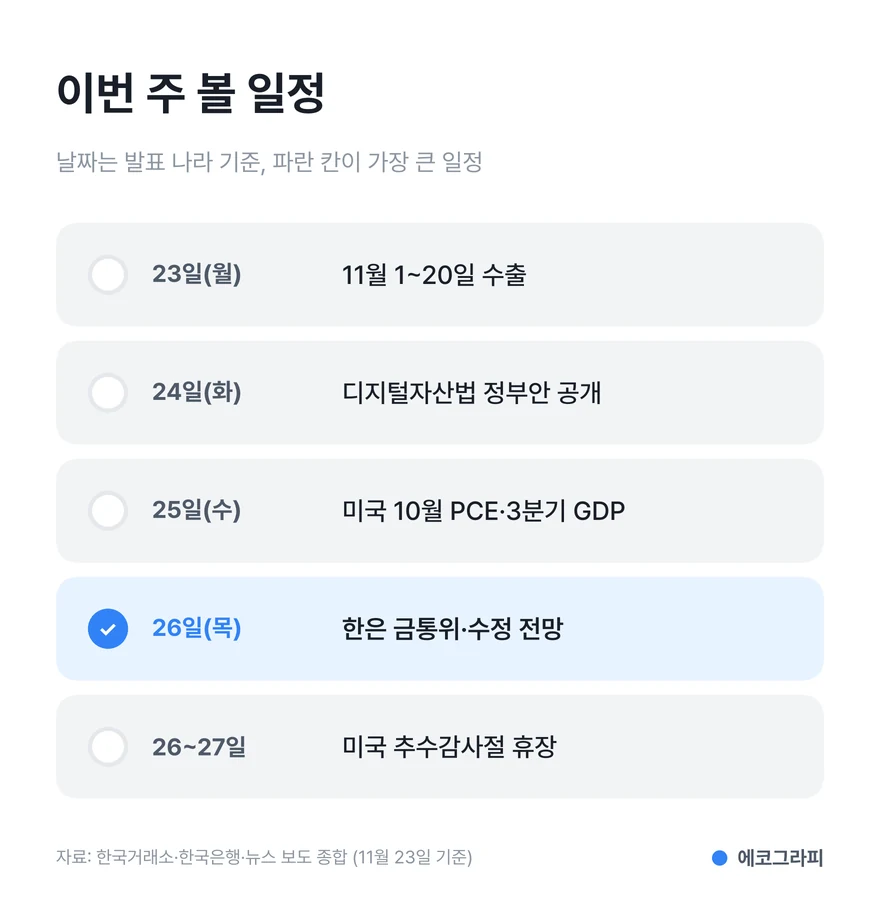 이번 주 볼 일정
날짜는 발표 나라 기준, 파란 칸이 가장 큰 일정
23일(월) 11월 1~20일 수출
24일(화) 디지털자산법 정부안 공개
25일(수) 미국 10월 PCE·3분기 GDP
26일(목) 한은 금통위·수정 전망
26~27일 미국 추수감사절 휴장
자료: 한국거래소·한국은행·뉴스 보도 종합 (11월 23일 기준)
에코그라피